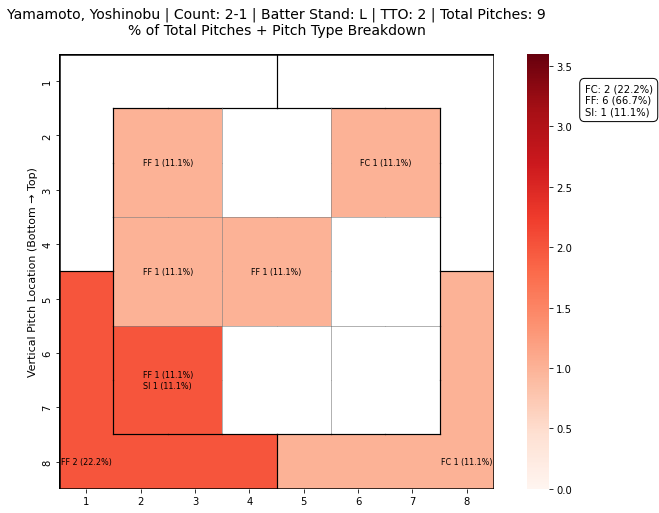 Yamamoto, Yoshinobu | Count: 2-1 | Batter Stand: L | TTO: 2 | Total Pitches: 9
% of Total Pitches + Pitch Type Breakdown
FC: 2 (22.2%)
FF: 6 (66.7%)
SI: 1 (11.1%)
Vertical Pitch Location (Bottom → Top)
1
2
3
4
5
6
7
8
FF 1 (11.1%)
FC 1 (11.1%)
FF 1 (11.1%)
FF 1 (11.1%)
FF 1 (11.1%)
SI 1 (11.1%)
FF 2 (22.2%)
FC 1 (11.1%)
1
2
3
4
5
6
7
8
3.5
3.0
2.5
2.0
1.5
1.0
0.5
0.0